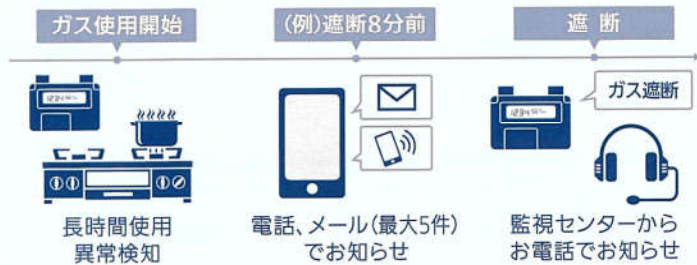 ガス使用開始
(例)遮断8分前
遮断
ガス遮断
長時間使用
異常検知
電話、メール(最大5件)
でお知らせ
監視センターから
お電話でお知らせ